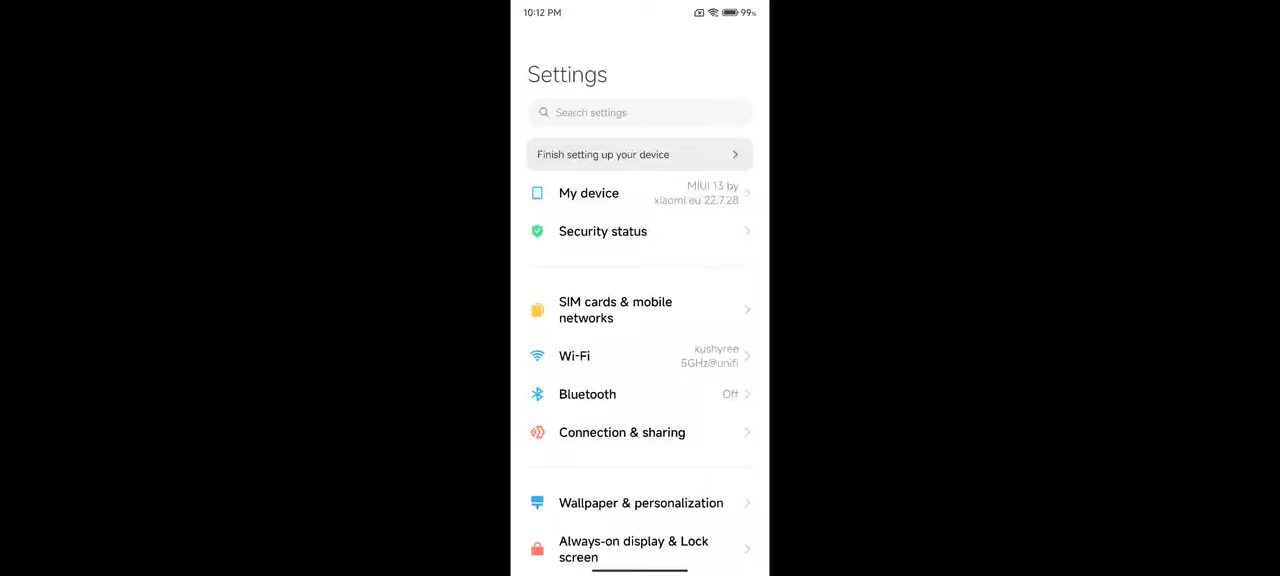 10:12 PM
99%
Settings
Search settings
Finish setting up your device
My device
MIUI 13 by
xiaomi.eu 22.7.28
Security status
SIM cards & mobile
networks
Wi-Fi
kushyree
5GHz@unifi
Bluetooth
Off
Connection & sharing
Wallpaper & personalization
Always-on display & Lock
screen